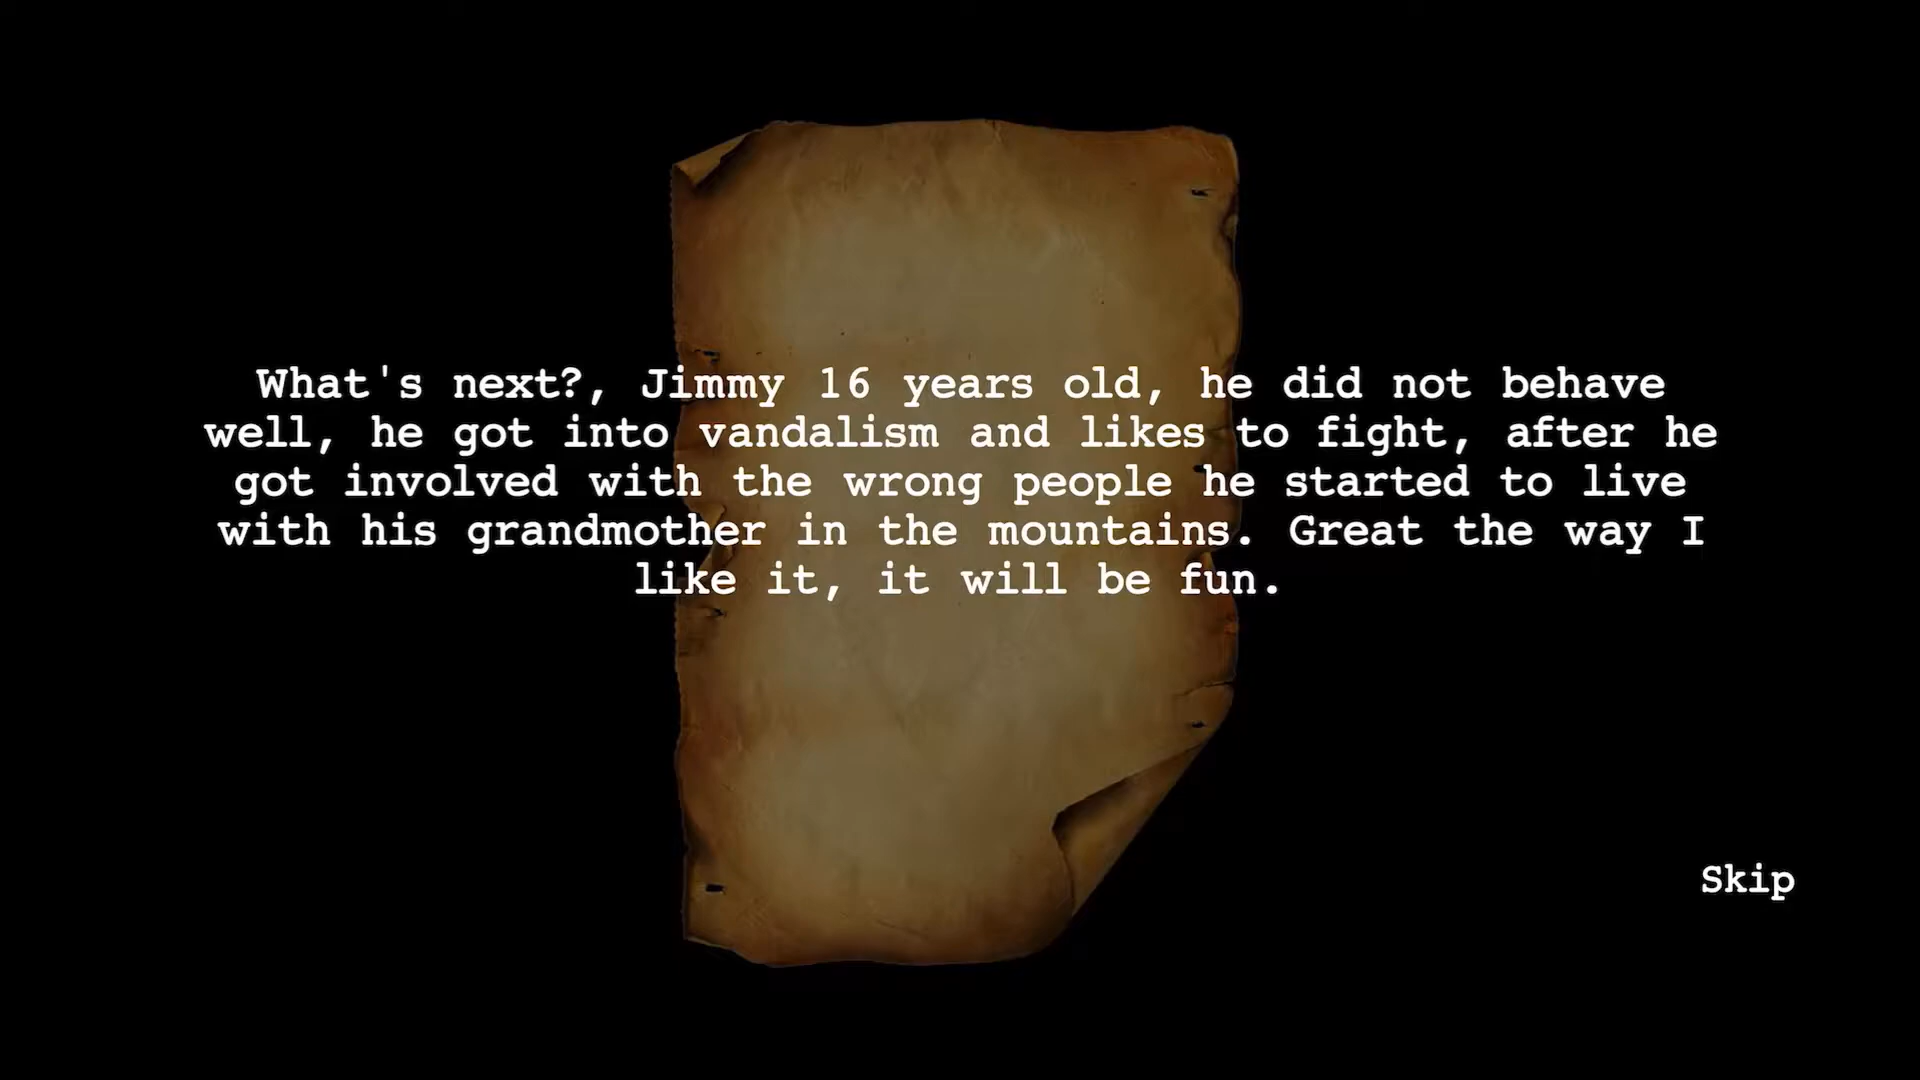 What's next?, Jimmy 16 years old, he did not behave
well, he got into vandalism and likes to fight, after he
got involved with the wrong people he started to live
with his grandmother in the mountains. Great the way I
like it, it will be fun.
Skip